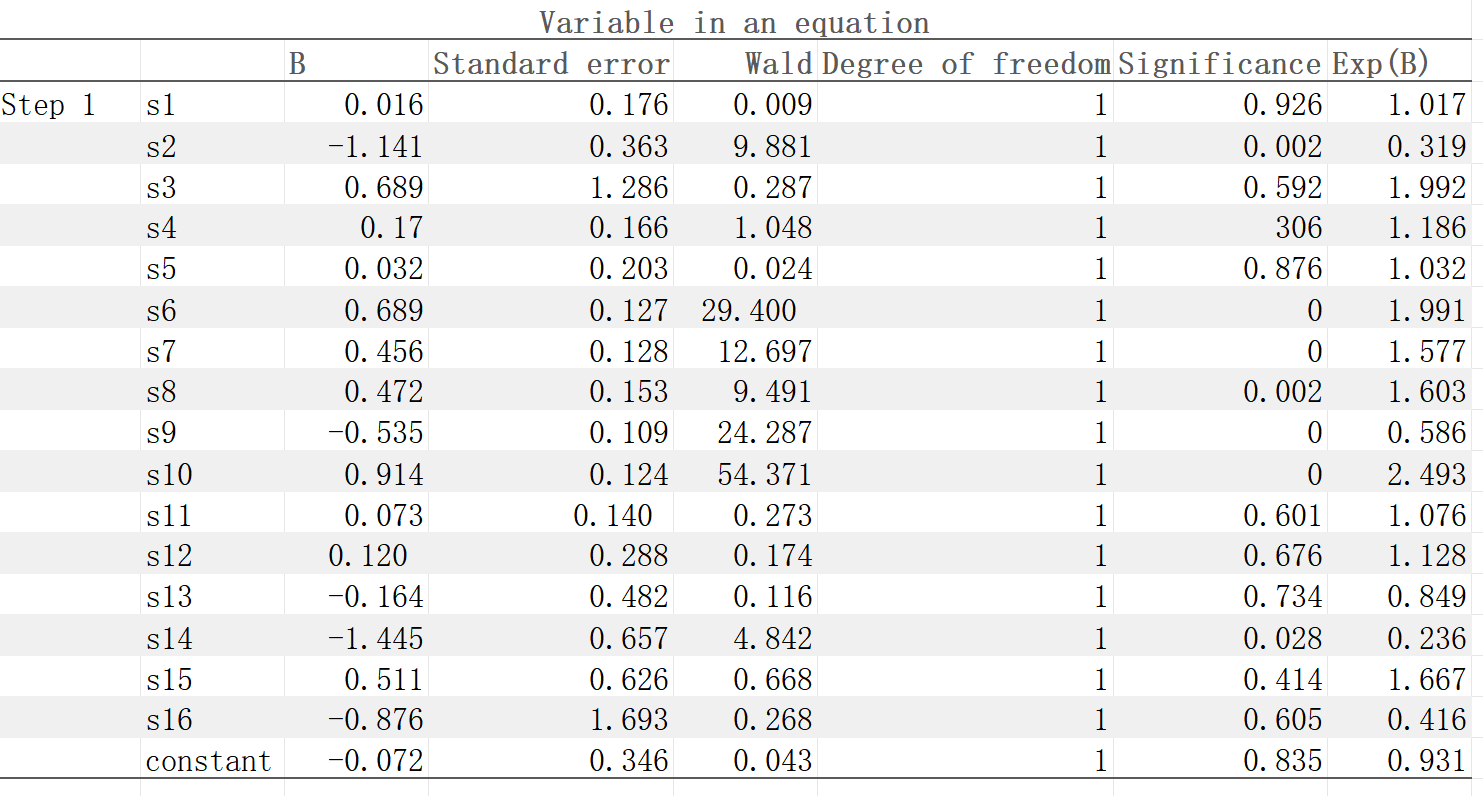 Variable in an equation
B Standard error Wald Degree of freedom Significance Exp(B)
Step 1 s1 0.016 0.176 0.009 1 0.926 1.017
s2 -1.141 0.363 9.881 1 0.002 0.319
s3 0.689 1.286 0.287 1 0.592 1.992
s4 0.17 0.166 1.048 1 306 1.186
s5 0.032 0.203 0.024 1 0.876 1.032
s6 0.689 0.127 29.400 1 0 1.991
s7 0.456 0.128 12.697 1 0 1.577
s8 0.472 0.153 9.491 1 0.002 1.603
s9 -0.535 0.109 24.287 1 0 0.586
s10 0.914 0.124 54.371 1 0 2.493
s11 0.073 0.140 0.273 1 0.601 1.076
s12 0.120 0.288 0.174 1 0.676 1.128
s13 -0.164 0.482 0.116 1 0.734 0.849
s14 -1.445 0.657 4.842 1 0.028 0.236
s15 0.511 0.626 0.668 1 0.414 1.667
s16 -0.876 1.693 0.268 1 0.605 0.416
constant -0.072 0.346 0.043 1 0.835 0.931